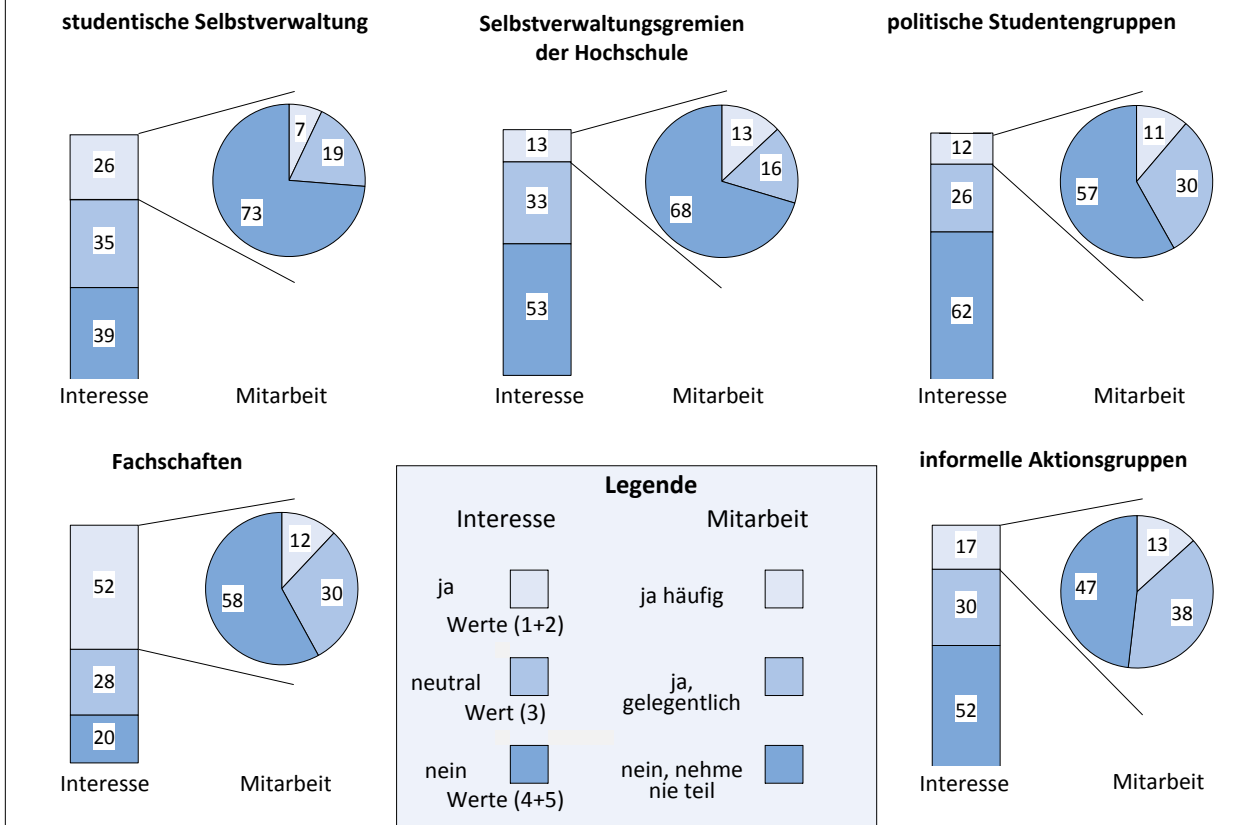 studentische Selbstverwaltung
26
35
39
7
19
73
Interesse Mitarbeit
Selbstverwaltungsgremien
der Hochschule
13
33
53
13
16
68
Interesse Mitarbeit
politische Studentengruppen
12
26
62
11
30
57
Interesse Mitarbeit
Fachschaften
52
28
20
12
30
58
Interesse Mitarbeit
Legende
Interesse Mitarbeit
ja
Werte (1+2)
ja häufig
neutral
Wert (3)
ja,
gelegentlich
nein
Werte (4+5)
nein, nehme
nie teil
informelle Aktionsgruppen
17
30
52
13
38
47
Interesse Mitarbeit